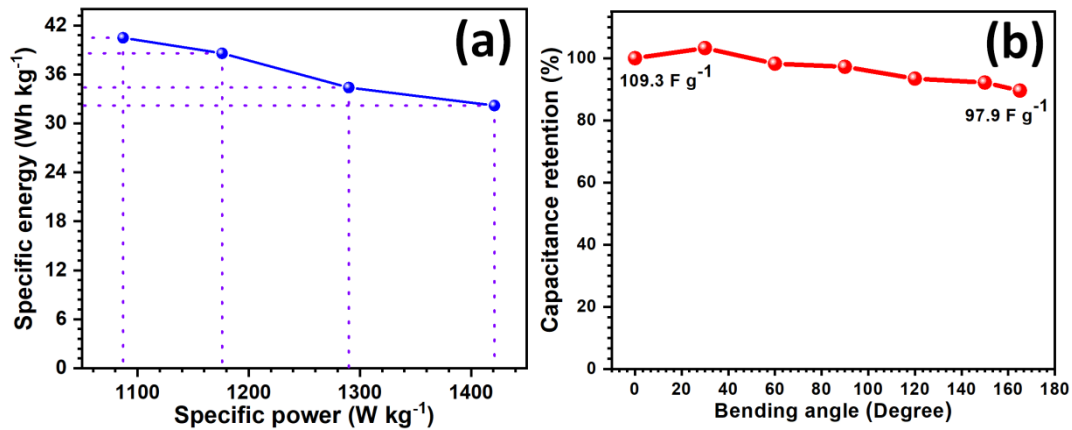 (a)
Specific energy (Wh kg⁻¹)
42
36
30
24
18
12
6
0
1100 1200 1300 1400
Specific power (W kg⁻¹)
(b)
Capacitance retention (%)
100
80
60
40
20
0
109.3 F g⁻¹
97.9 F g⁻¹
0 20 40 60 80 100 120 140 160 180
Bending angle (Degree)